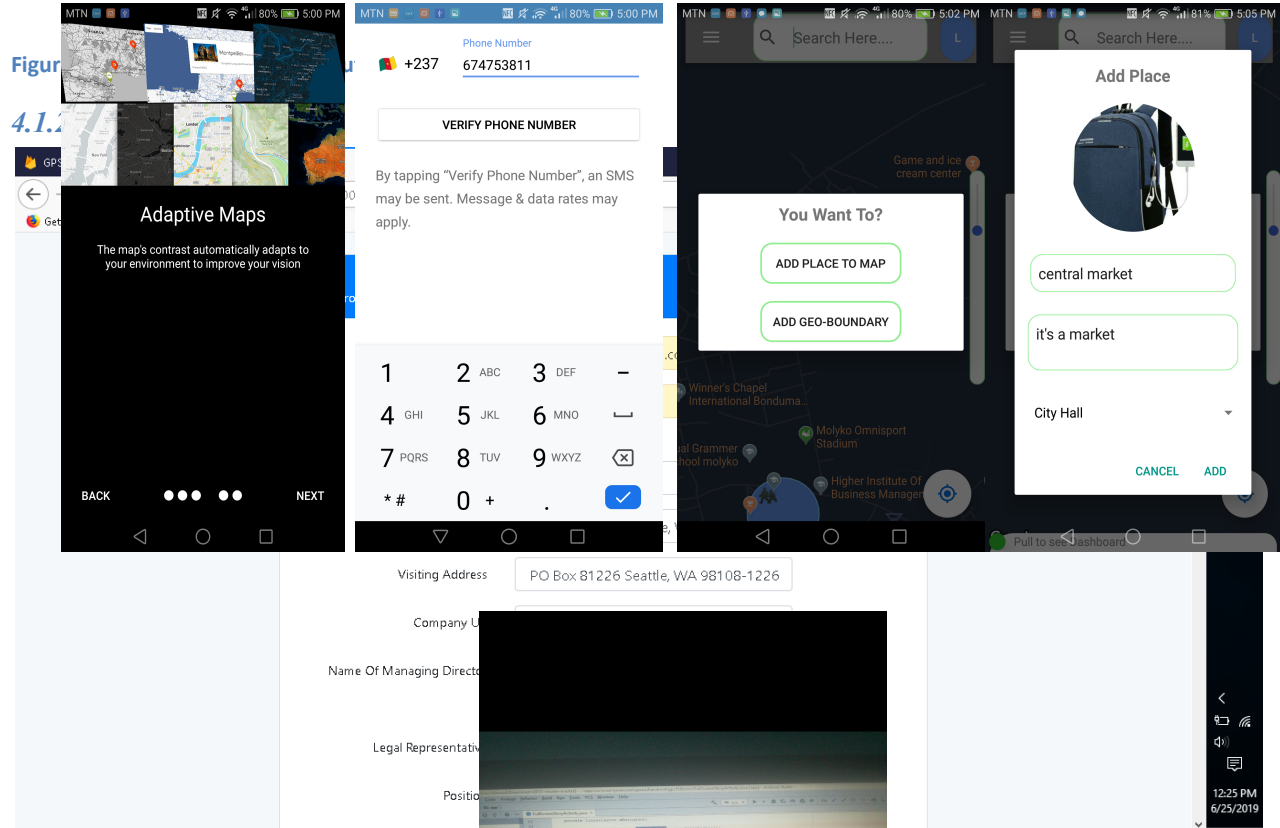 Figur
4.1.2
GPS
Get
MTN 80% 5:00 PM
Adaptive Maps
The map's contrast automatically adapts to
your environment to improve your vision
BACK
NEXT
MTN 80% 5:00 PM
Phone Number
+237 674753811
VERIFY PHONE NUMBER
By tapping “Verify Phone Number”, an SMS
may be sent. Message & data rates may
apply.
1 2 ABC 3 DEF –
4 GHI 5 JKL 6 MNO
7 PQRS 8 TUV 9 WXYZ
* # 0 + .
MTN 80% 5:02 PM
Search Here....
L
Game and ice
cream center
You Want To?
ADD PLACE TO MAP
ADD GEO-BOUNDARY
Winner's Chapel
International Bonduma...
Molyko Omnisport
Stadium
ual Grammer
hool molyko
Higher Institute Of
Business Manager
MTN 81% 5:05 PM
Search Here....
L
Add Place
central market
it's a market
City Hall
CANCEL ADD
Pull to see Dashboard
Visiting Address
PO Box 81226 Seattle, WA 98108-1226
Company U
Name Of Managing Directo
Legal Representativ
Positio
12:25 PM
6/25/2019